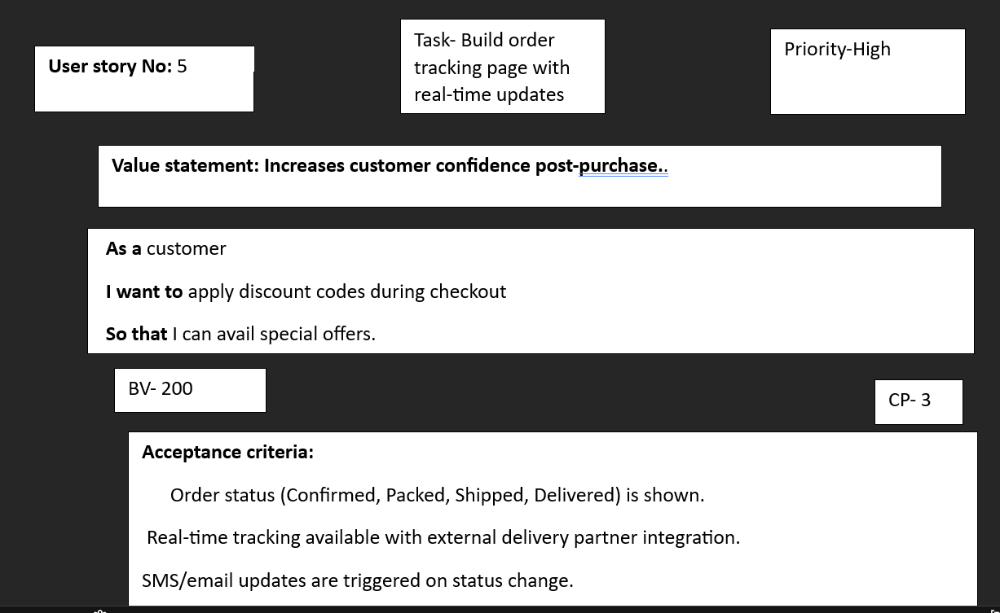 User story No: 5
Task- Build order
tracking page with
real-time updates
Priority-High
Value statement: Increases customer confidence post-purchase..
As a customer
I want to apply discount codes during checkout
So that I can avail special offers.
BV- 200
CP- 3
Acceptance criteria:
Order status (Confirmed, Packed, Shipped, Delivered) is shown.
Real-time tracking available with external delivery partner integration.
SMS/email updates are triggered on status change.